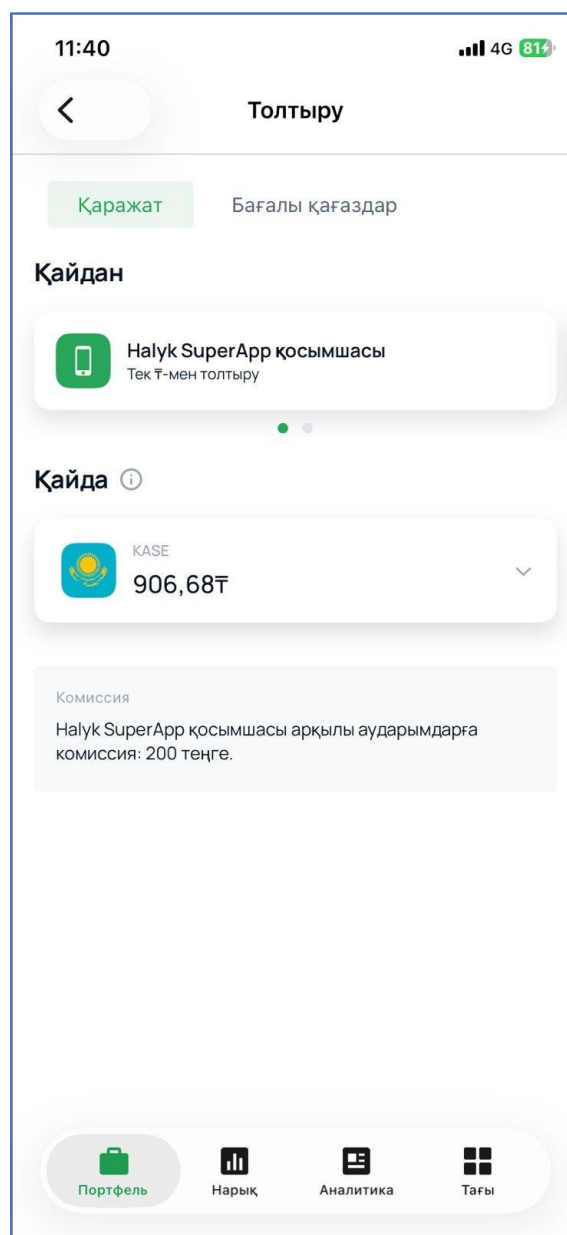 11:40
4G 81
Толтыру
Қаражат
Бағалы қағаздар
Қайдан
Halyk SuperApp қосымшасы
Тек ₸-мен толтыру
Қайда
KASE
906,68₸
Комиссия
Halyk SuperApp қосымшасы арқылы аударымдарға
комиссия: 200 теңге.
Портфель
Нарық
Аналитика
Тағы